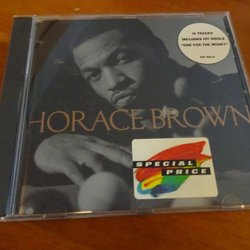 12 TRACKS
INCLUDES HIT SINGLE
"ONE FOR THE MONEY"
HORACE BROWN
SPECIAL
PRICE